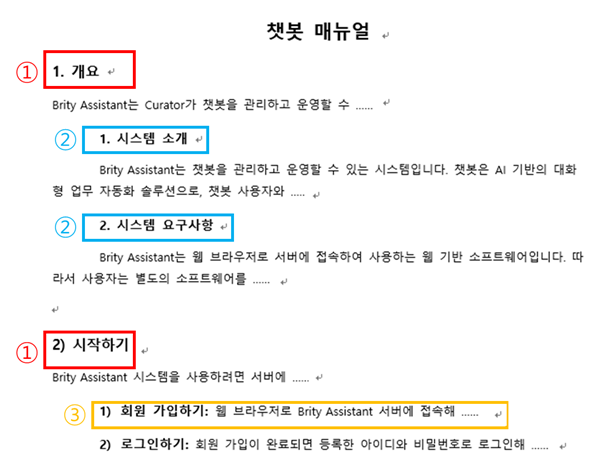 챗봇 매뉴얼 ↵
① 1. 개요 ↵
Brity Assistant는 Curator가 챗봇을 관리하고 운영할 수 ...... ↵
② 1. 시스템 소개 ↵
Brity Assistant는 챗봇을 관리하고 운영할 수 있는 시스템입니다. 챗봇은 AI 기반의 대화
형 업무 자동화 솔루션으로, 챗봇 사용자와 ..... ↵
② 2. 시스템 요구사항 ↵
Brity Assistant는 웹 브라우저로 서버에 접속하여 사용하는 웹 기반 소프트웨어입니다. 따
라서 사용자는 별도의 소프트웨어를 ...... ↵
↵
① 2) 시작하기 ↵
Brity Assistant 시스템을 사용하려면 서버에 ...... ↵
③ 1) 회원 가입하기: 웹 브라우저로 Brity Assistant 서버에 접속해 ...... ↵
2) 로그인하기: 회원 가입이 완료되면 등록한 아이디와 비밀번호로 로그인해 ...... ↵